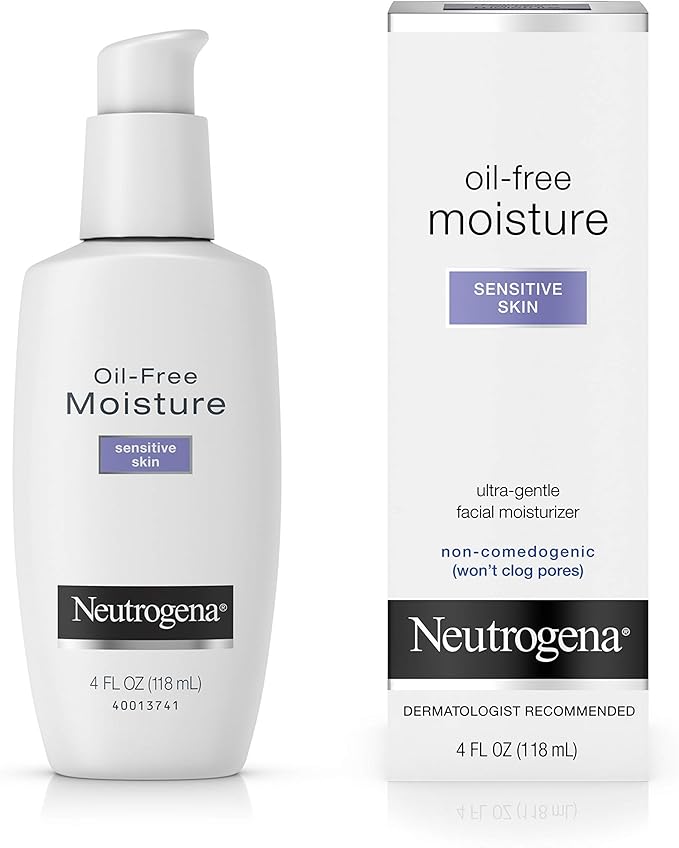 Oil-Free
Moisture
sensitive
skin
Neutrogena®
4 FL OZ (118 mL)
40013741
oil-free
moisture
SENSITIVE
SKIN
ultra-gentle
facial moisturizer
non-comedogenic
(won't clog pores)
Neutrogena®
DERMATOLOGIST RECOMMENDED
4 FL OZ (118 mL)